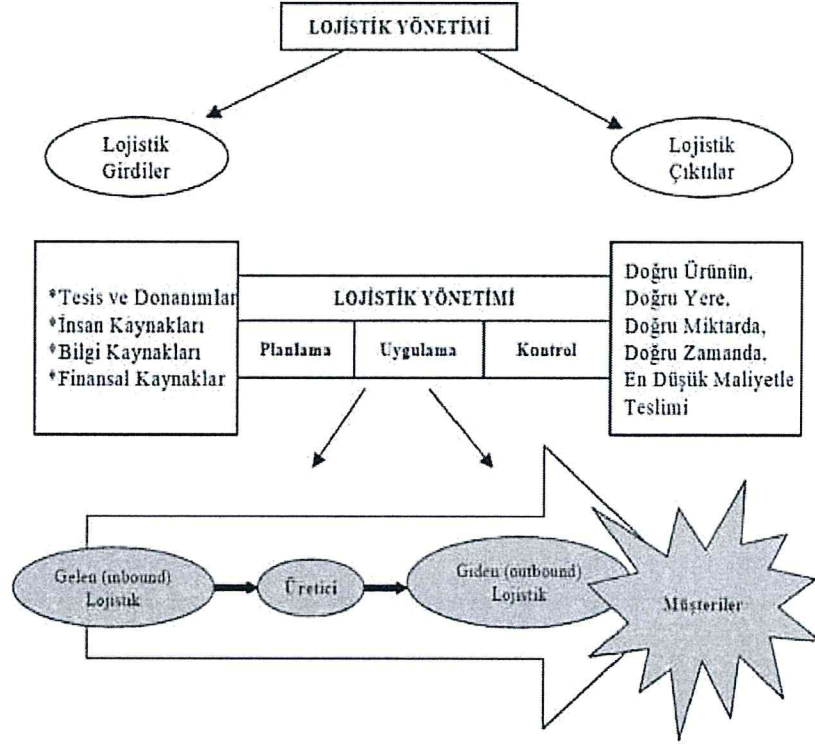 LOJİSTİK YÖNETİMİ
Lojistik
Girdiler
Lojistik
Çıktılar
*Tesis ve Donanımlar
*İnsan Kaynakları
*Bilgi Kaynakları
*Finansal Kaynaklar
LOJİSTİK YÖNETİMİ
Planlama
Uygulama
Kontrol
Doğru Ürünün,
Doğru Yere,
Doğru Miktarda,
Doğru Zamanda,
En Düşük Maliyetle
Teslimi
Gelen (inbound)
Lojistik
Üretici
Giden (outbound)
Lojistik
Müşteriler